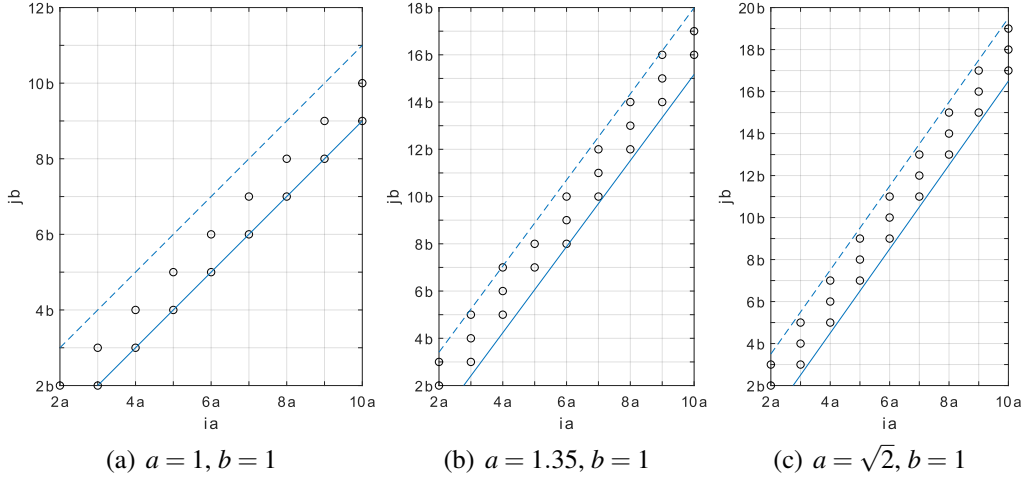 12b
10b
8b
6b
4b
2b
2a 4a 6a 8a 10a
jb
ia
(a) a = 1, b = 1
18b
16b
14b
12b
10b
8b
6b
4b
2b
2a 4a 6a 8a 10a
jb
ia
(b) a = 1.35, b = 1
20b
18b
16b
14b
12b
10b
8b
6b
4b
2b
2a 4a 6a 8a 10a
jb
ia
(c) a = √2, b = 1